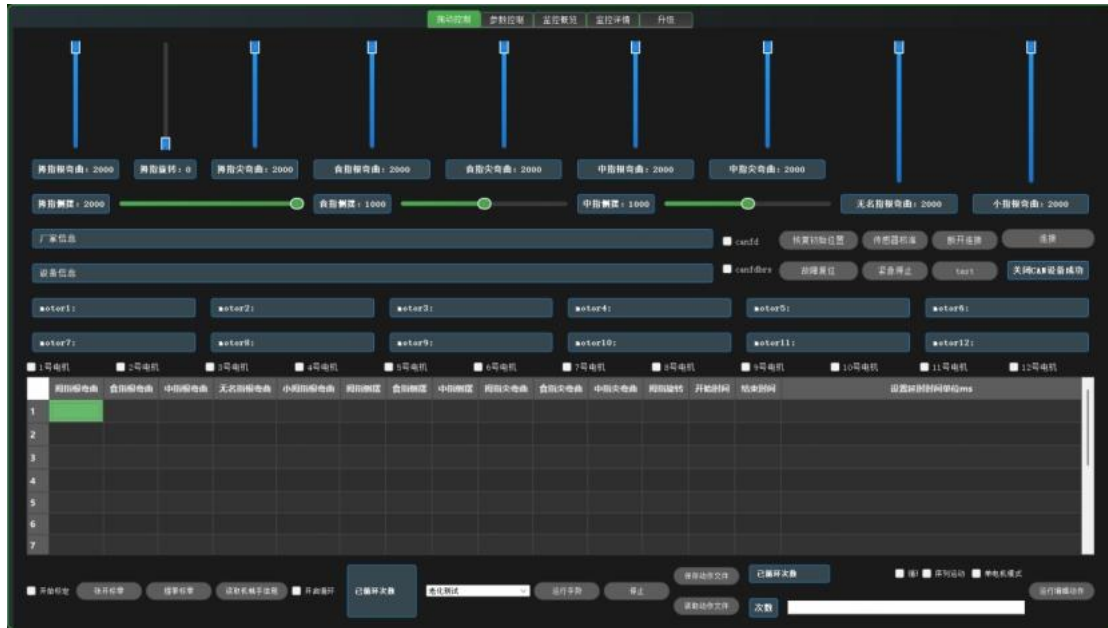 拖动控制 参数控制 监控概览 监控详情 升级
拇指根弯曲: 2000 拇指旋转: 0 拇指尖弯曲: 2000 食指根弯曲: 2000 食指尖弯曲: 2000 中指根弯曲: 2000 中指尖弯曲: 2000
拇指侧摆: 2000 食指侧摆: 1000 中指侧摆: 1000 无名指根弯曲: 2000 小指根弯曲: 2000
厂家信息 canfd 恢复初始位置 传感器校准 断开连接 连接
设备信息 canfdbrs 故障复位 紧急停止 test 关闭CAN设备成功
motor1: motor2: motor3: motor4: motor5: motor6:
motor7: motor8: motor9: motor10: motor11: motor12:
1号电机 2号电机 3号电机 4号电机 5号电机 6号电机 7号电机 8号电机 9号电机 10号电机 11号电机 12号电机
拇指根弯曲 食指根弯曲 中指根弯曲 无名指根弯曲 小拇指根弯曲 拇指侧摆 食指侧摆 中指侧摆 拇指尖弯曲 食指尖弯曲 中指尖弯曲 拇指旋转 开始时间 结束时间 设置延时时间单位ms
1
2
3
4
5
6
7
保存动作文件 已循环次数 序列运动 单电机模式
开始标定 张开标零 握拳标零 读取机械手信息 开启循环 已循环次数 老化测试 运行手势 停止 运行编辑动作
读取动作文件 次数